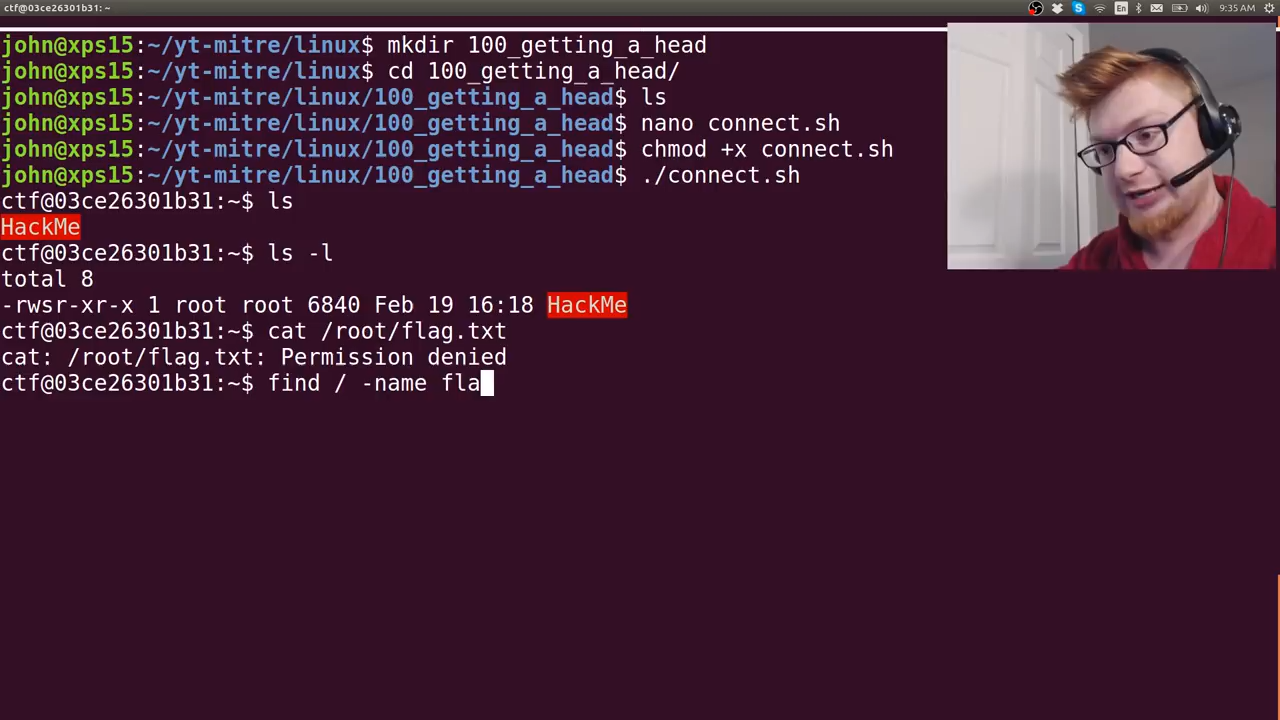 ctf@03ce26301b31: ~
En
9:35 AM
john@xps15:~/yt-mitre/linux$ mkdir 100_getting_a_head
john@xps15:~/yt-mitre/linux$ cd 100_getting_a_head/
john@xps15:~/yt-mitre/linux/100_getting_a_head$ ls
john@xps15:~/yt-mitre/linux/100_getting_a_head$ nano connect.sh
john@xps15:~/yt-mitre/linux/100_getting_a_head$ chmod +x connect.sh
john@xps15:~/yt-mitre/linux/100_getting_a_head$ ./connect.sh
ctf@03ce26301b31:~$ ls
HackMe
ctf@03ce26301b31:~$ ls -l
total 8
-rwsr-xr-x 1 root root 6840 Feb 19 16:18 HackMe
ctf@03ce26301b31:~$ cat /root/flag.txt
cat: /root/flag.txt: Permission denied
ctf@03ce26301b31:~$ find / -name fla